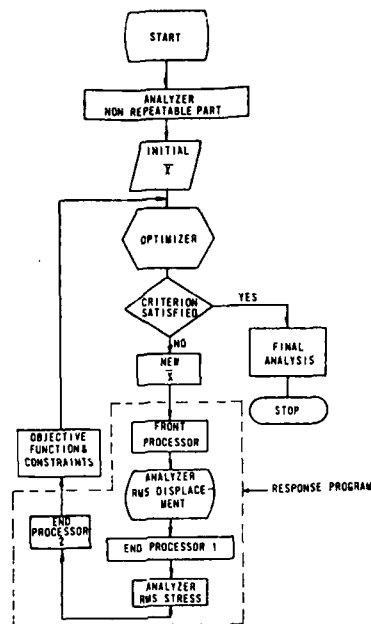 START
ANALYZER
NON REPEATABLE PART
INITIAL
X
OPTIMIZER
CRITERION
SATISFIED
YES
NO
FINAL
ANALYSIS
STOP
NEW
X
FRONT
PROCESSOR
ANALYZER
RMS DISPLACE-
MENT
END PROCESSOR 1
ANALYZER
RMS STRESS
RESPONSE PROGRAM
OBJECTIVE
FUNCTION&
CONSTRAINTS
END
PROCESSOR
2